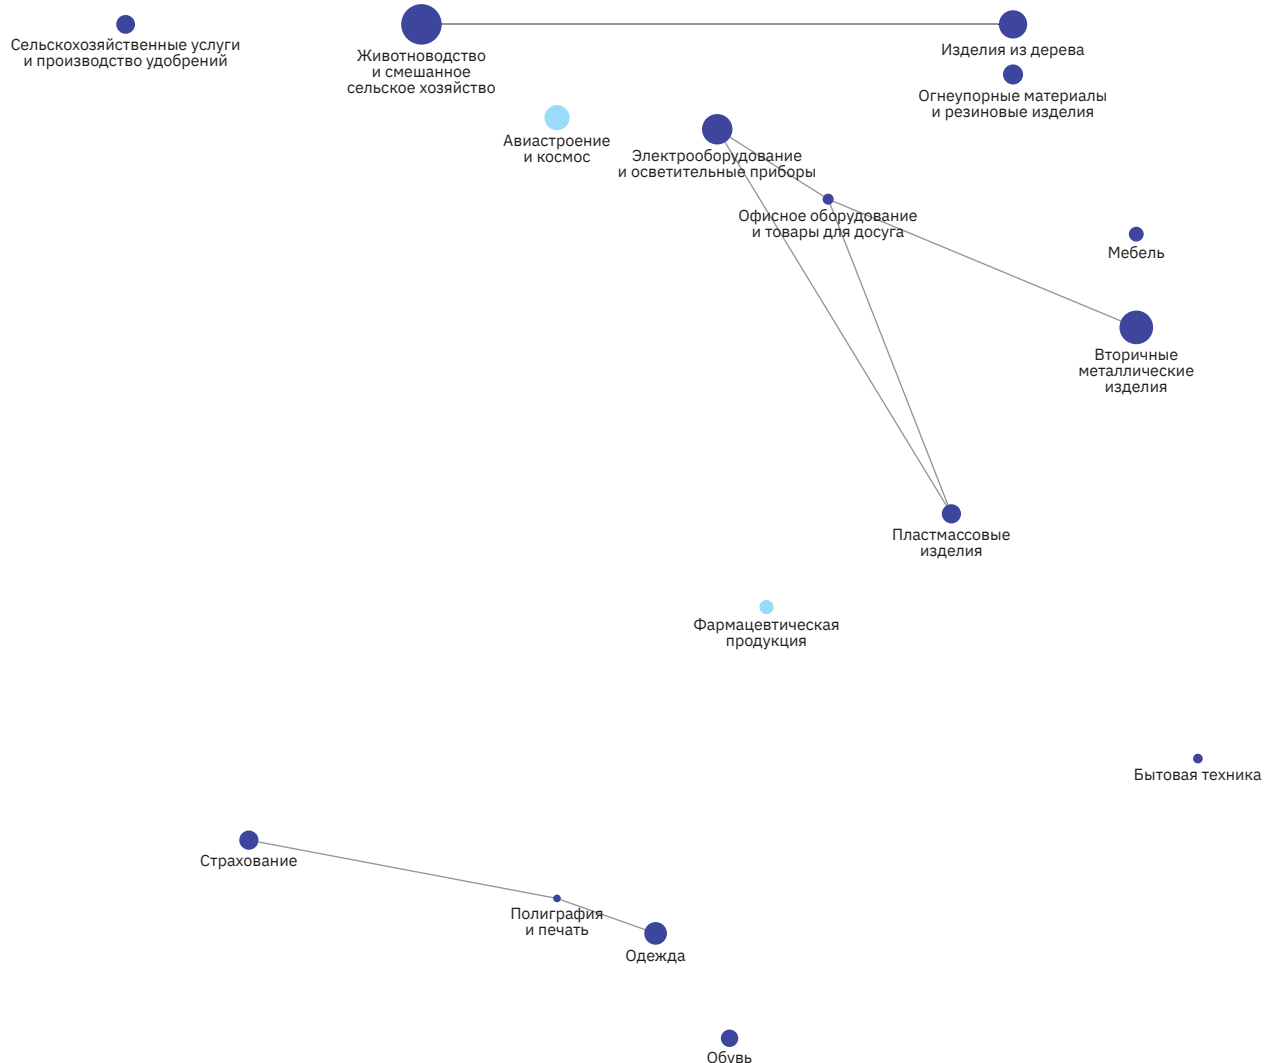 Сельскохозяйственные услуги
и производство удобрений
Животноводство
и смешанное
сельское хозяйство
Изделия из дерева
Огнеупорные материалы
и резиновые изделия
Авиастроение
и космос
Электрооборудование
и осветительные приборы
Офисное оборудование
и товары для досуга
Мебель
Вторичные
металлические
изделия
Пластмассовые
изделия
Фармацевтическая
продукция
Бытовая техника
Страхование
Полиграфия
и печать
Одежда
Обувь